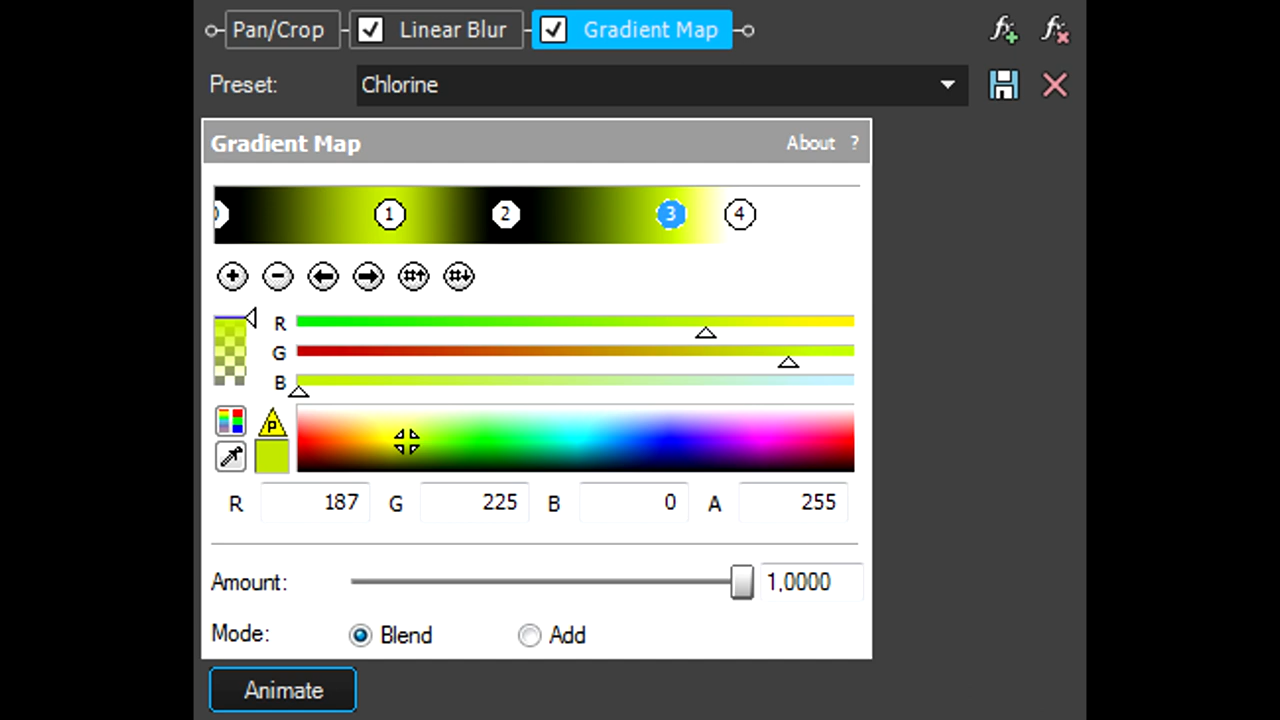 Pan/Crop Linear Blur Gradient Map
Preset: Chlorine
Gradient Map About ?
0 1 2 3 4
R
G
B
P
R 187 G 225 B 0 A 255
Amount: 1,0000
Mode: Blend Add
Animate